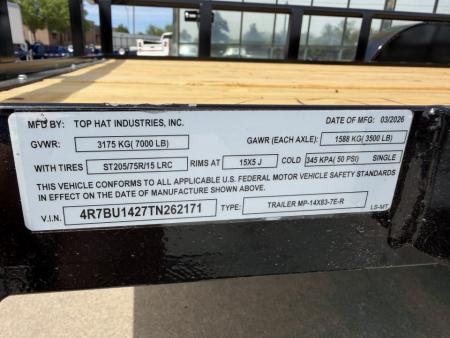 MFD BY: TOP HAT INDUSTRIES, INC. DATE OF MFG: 03/2026
GVWR: 3175 KG( 7000 LB) GAWR (EACH AXLE): 1588 KG( 3500 LB)
WITH TIRES ST205/75R/15 LRC RIMS AT 15X5 J COLD 345 KPA( 50 PSI) SINGLE
THIS VEHICLE CONFORMS TO ALL APPLICABLE U.S. FEDERAL MOTOR VEHICLE SAFETY STANDARDS
IN EFFECT ON THE DATE OF MANUFACTURE SHOWN ABOVE.
V.I.N. 4R7BU1427TN262171 TYPE: TRAILER MP-14X83-7E-R LS-MT